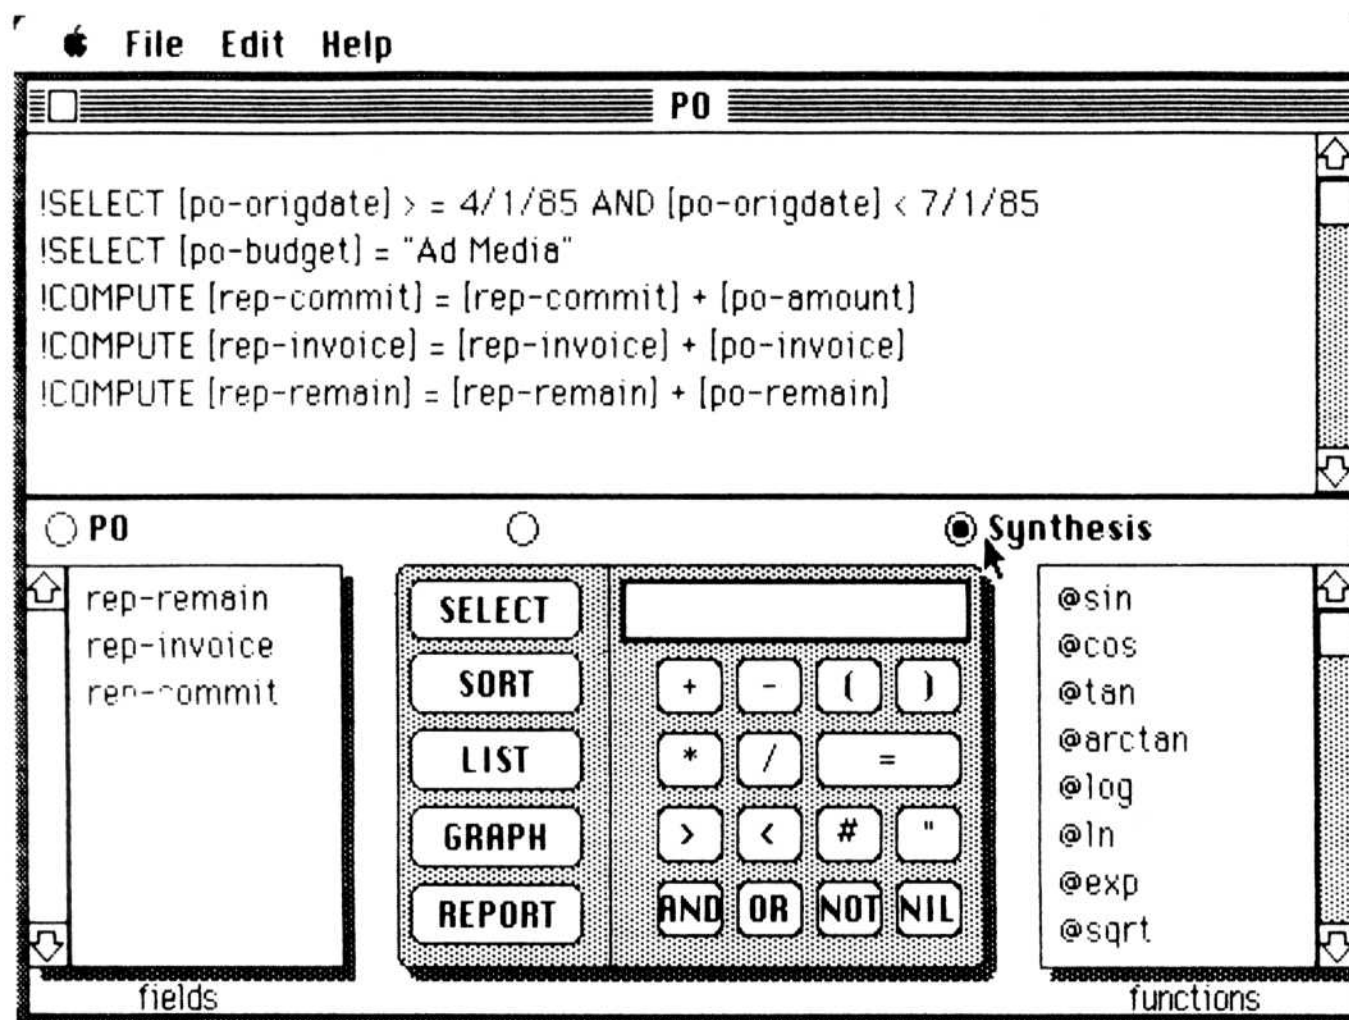 File Edit Help
PO
!SELECT [po-origdate] > = 4/1/85 AND [po-origdate] < 7/1/85
!SELECT [po-budget] = "Ad Media"
!COMPUTE [rep-commit] = [rep-commit] + [po-amount]
!COMPUTE [rep-invoice] = [rep-invoice] + [po-invoice]
!COMPUTE [rep-remain] = [rep-remain] + [po-remain]
PO
Synthesis
rep-remain
rep-invoice
rep-commit
fields
SELECT
SORT
LIST
GRAPH
REPORT
+ - ( )
* / =
> < # "
AND OR NOT NIL
@sin
@cos
@tan
@arctan
@log
@ln
@exp
@sqrt
functions